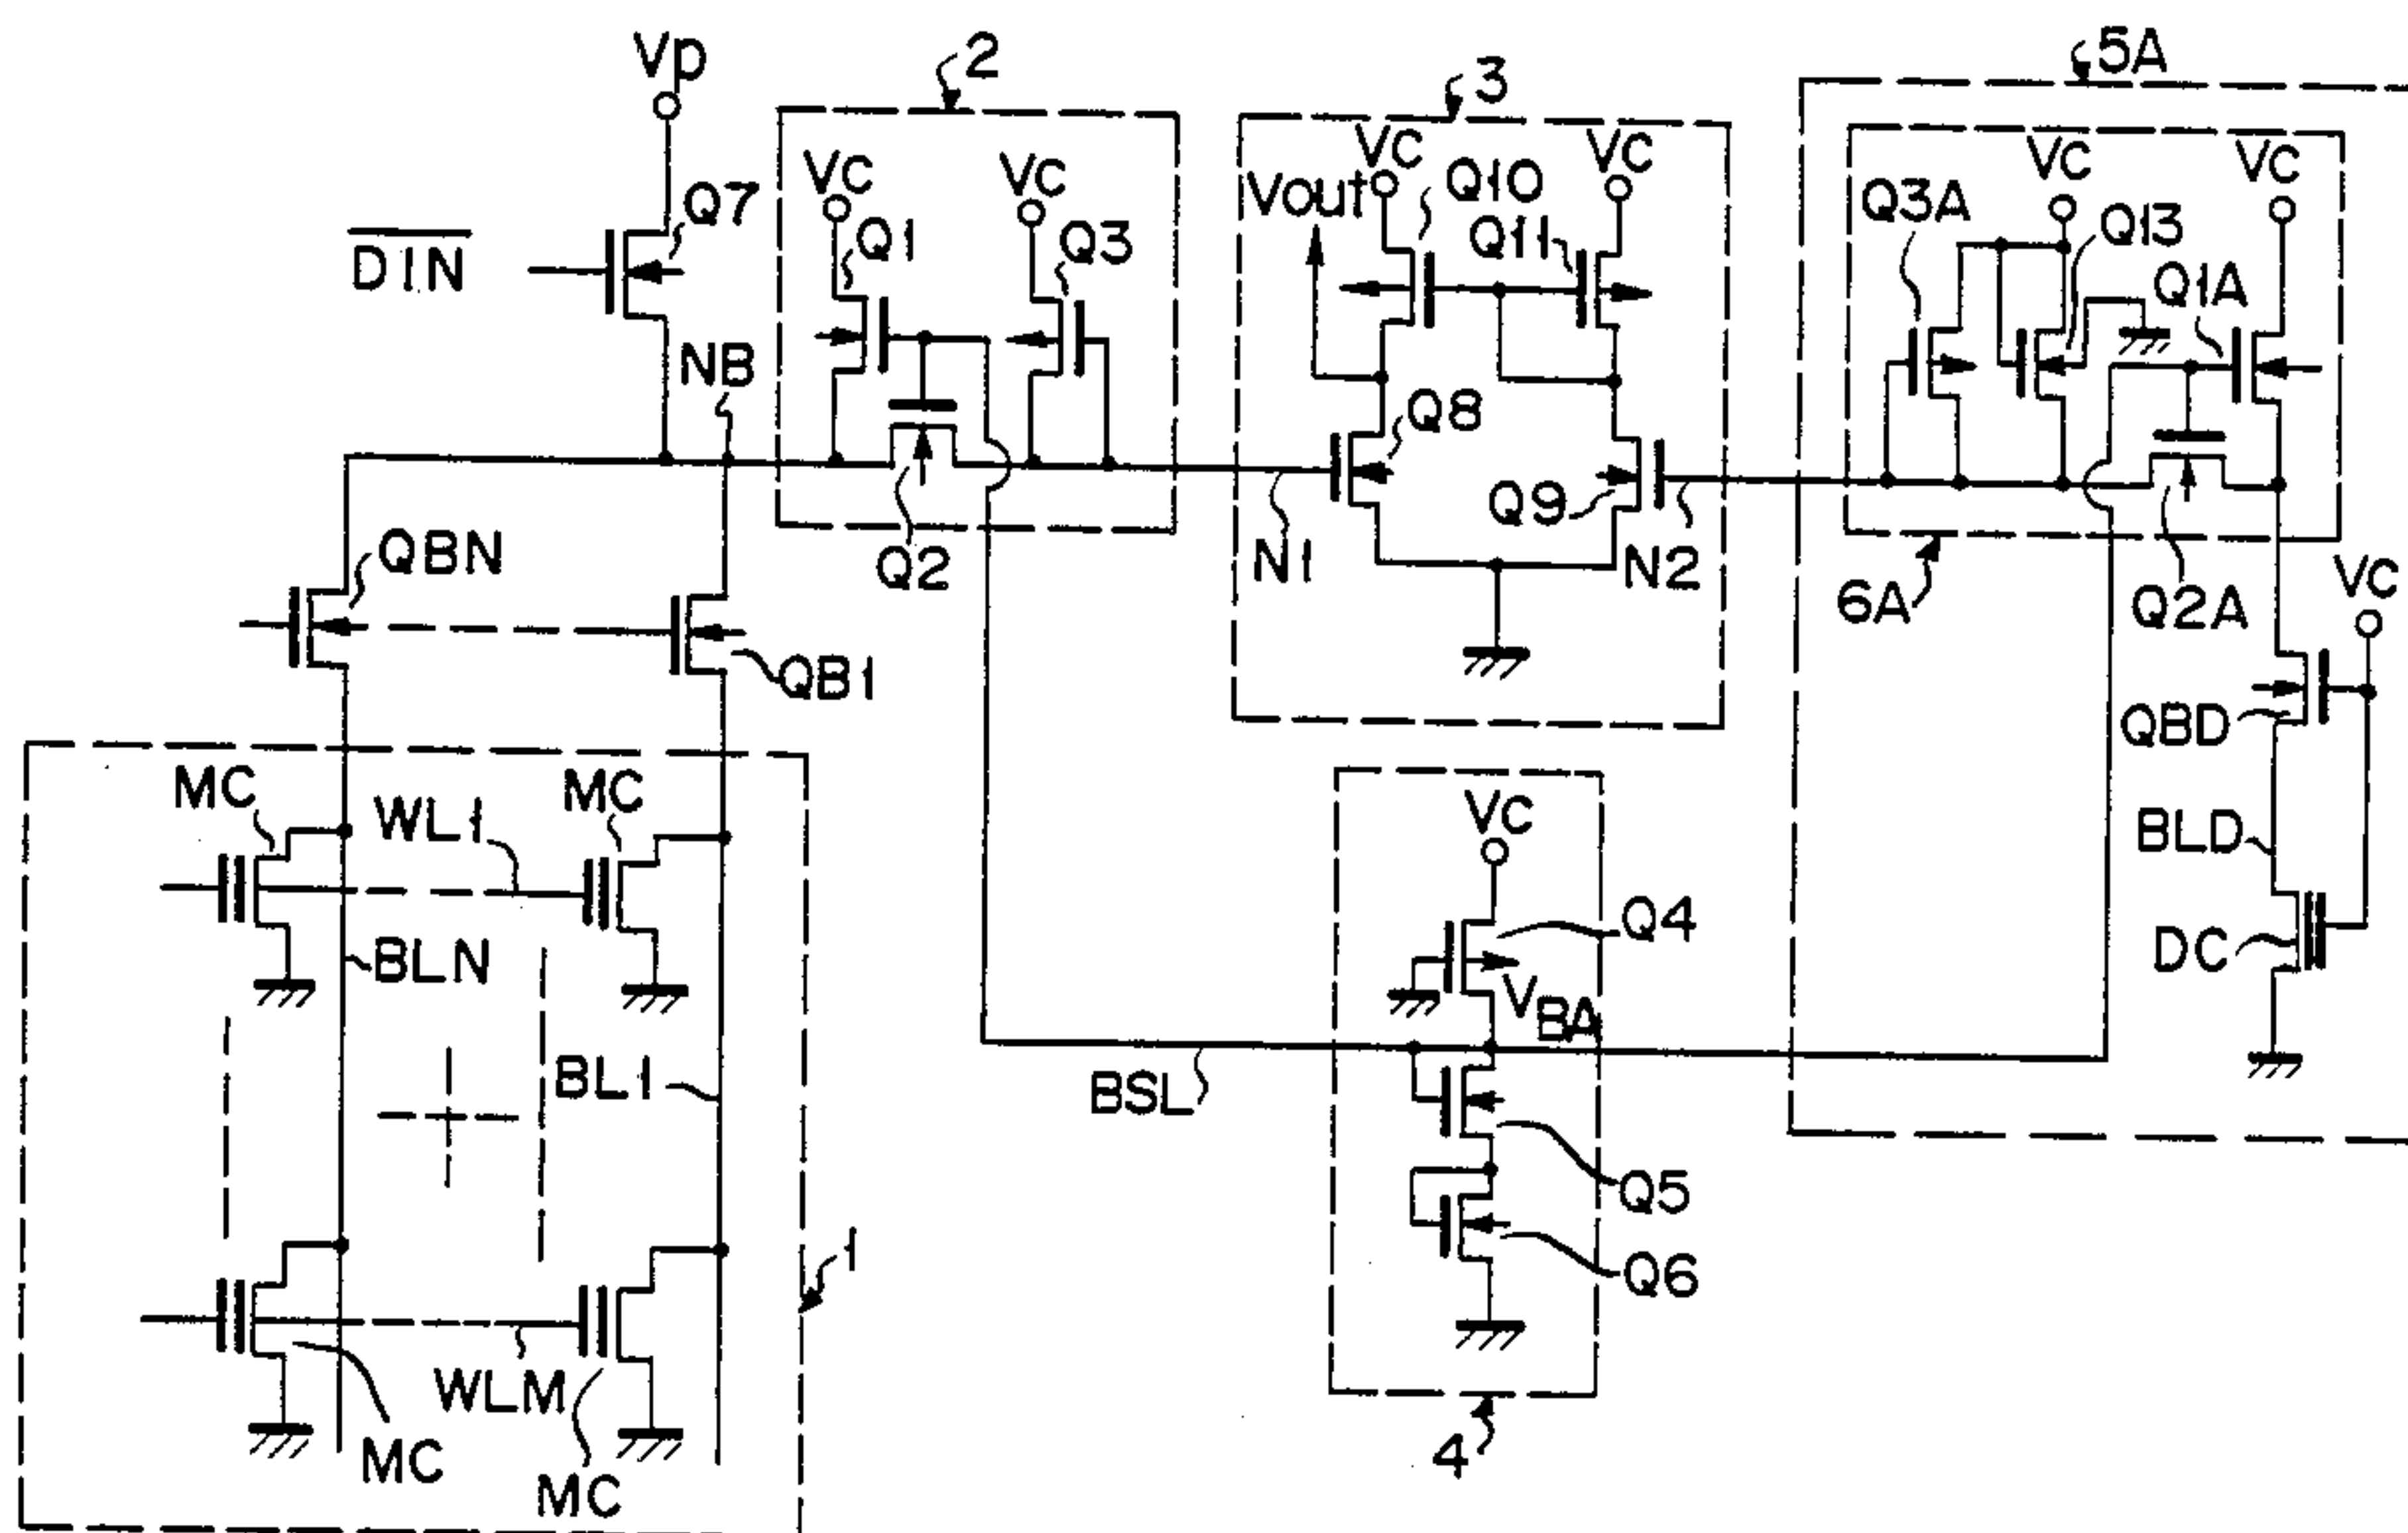 Vp
2
3
5A
Vc
Vc
Vc
Vc
Vc
Vc
Q7
Q1
Q3
Vout
Q10
Q11
Q3A
Q13
Q1A
DIN
NB
Q8
Q9
N1
N2
Q2
6A
Q2A
Vc
QBN
QB1
QBD
MC
WL1
MC
Vc
BLD
BLN
Q4
DC
VBA
BL1
BSL
Q5
1
Q6
WLM
MC
MC
4